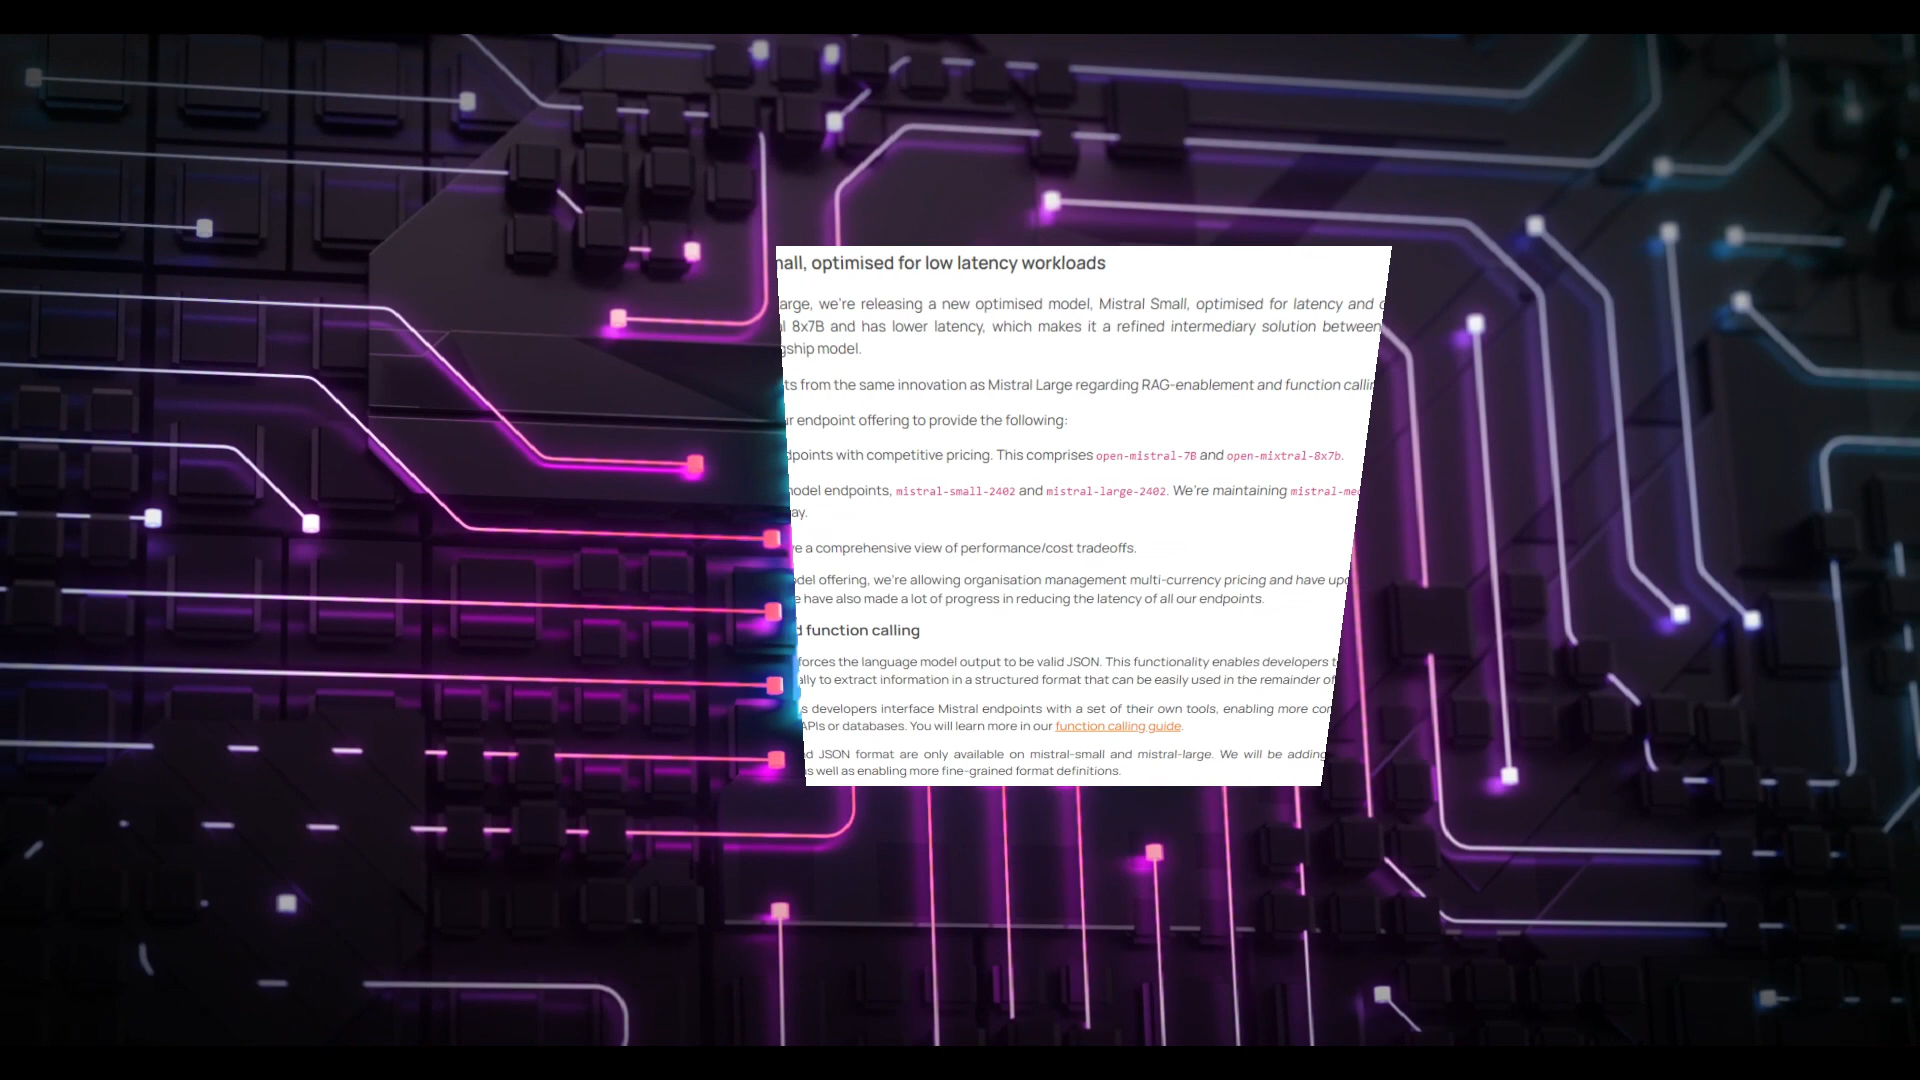 all, optimised for low latency workloads
arge, we're releasing a new optimised model, Mistral Small, optimised for latency and
8x7B and has lower latency, which makes it a refined intermediary solution between
gship model.
ts from the same innovation as Mistral Large regarding RAG-enablement and function callin
ur endpoint offering to provide the following:
dpoints with competitive pricing. This comprises open-mistral-7B and open-mixtral-8x7b.
odel endpoints, mistral-small-2402 and mistral-large-2402. We're maintaining mistral-me
ay.
e a comprehensive view of performance/cost tradeoffs.
odel offering, we're allowing organisation management multi-currency pricing and have upd
e have also made a lot of progress in reducing the latency of all our endpoints.
d function calling
forces the language model output to be valid JSON. This functionality enables developers t
ally to extract information in a structured format that can be easily used in the remainder of
s developers interface Mistral endpoints with a set of their own tools, enabling more con
APIs or databases. You will learn more in our function calling guide.
d JSON format are only available on mistral-small and mistral-large. We will be adding
s well as enabling more fine-grained format definitions.